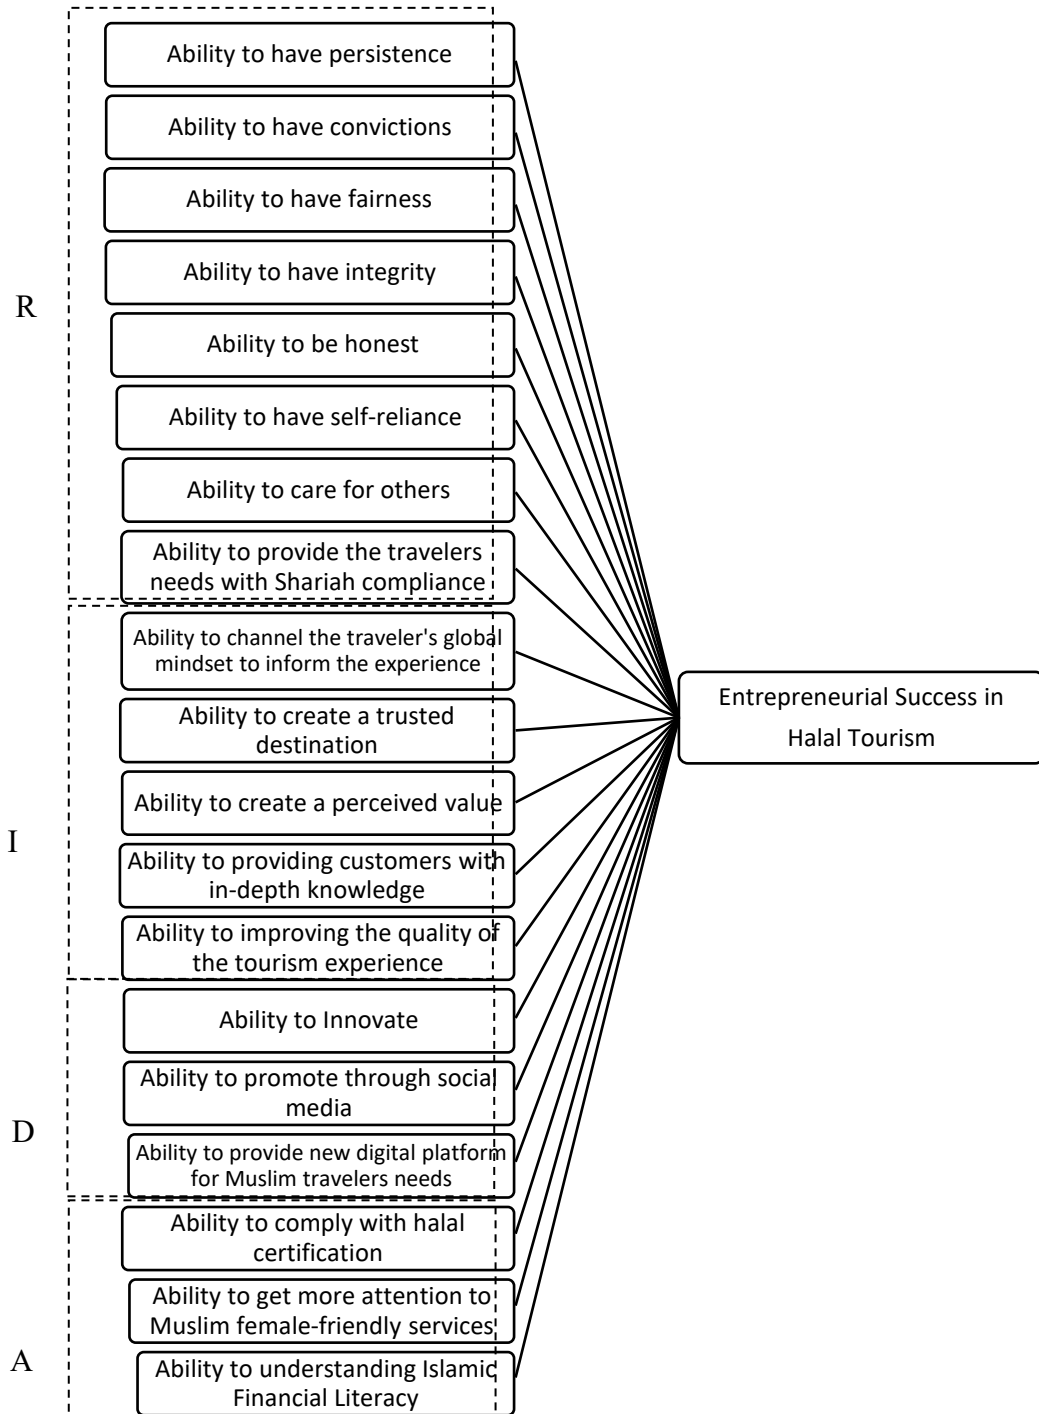 Ability to have persistence
Ability to have convictions
Ability to have fairness
Ability to have integrity
R
Ability to be honest
Ability to have self-reliance
Ability to care for others
Ability to provide the travelers
needs with Shariah compliance
Ability to channel the traveler's global
mindset to inform the experience
Ability to create a trusted
destination
Entrepreneurial Success in
Halal Tourism
Ability to create a perceived value
I
Ability to providing customers with
in-depth knowledge
Ability to improving the quality of
the tourism experience
Ability to Innovate
Ability to promote through social
media
D
Ability to provide new digital platform
for Muslim travelers needs
Ability to comply with halal
certification
Ability to get more attention to
Muslim female-friendly services
A
Ability to understanding Islamic
Financial Literacy